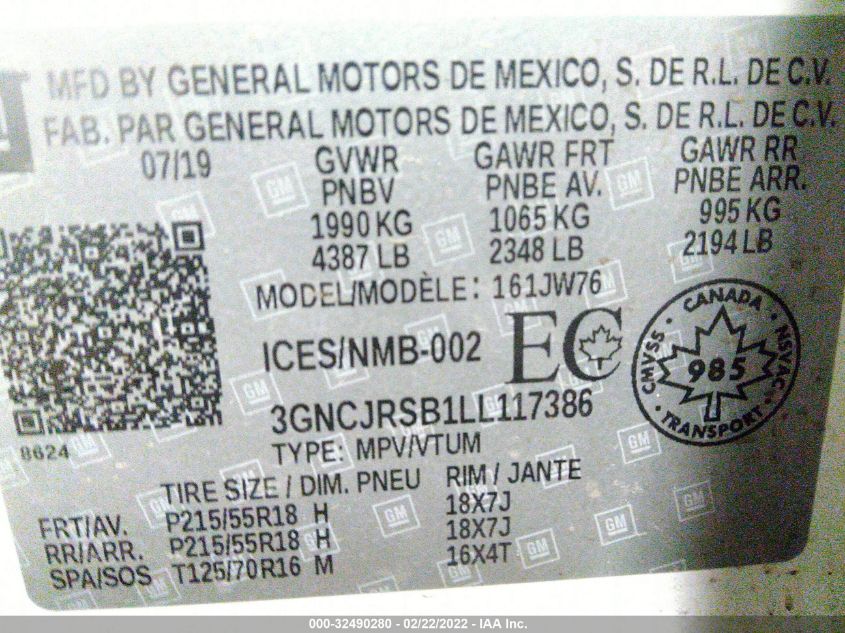 MFD BY GENERAL MOTORS DE MEXICO, S. DE R.L. DE C.V.
FAB. PAR GENERAL MOTORS DE MEXICO, S. DE R.L. DE C.V.
07/19 GVWR GAWR FRT GAWR RR
PNBV PNBE AV. PNBE ARR.
1990 KG 1065 KG 995 KG
4387 LB 2348 LB 2194 LB
MODEL/MODÈLE: 161JW76
ICES/NMB-002 EC
CANADA CMVSS NSVAC 985 TRANSPORT
3GNCJRSB1LL117386
8624 TYPE: MPV/VTUM
TIRE SIZE / DIM. PNEU RIM / JANTE
FRT/AV. P215/55R18 H 18X7J
RR/ARR. P215/55R18 H 18X7J
SPA/SOS T125/70R16 M 16X4T
GM
000-32490280 - 02/22/2022 - IAA Inc.